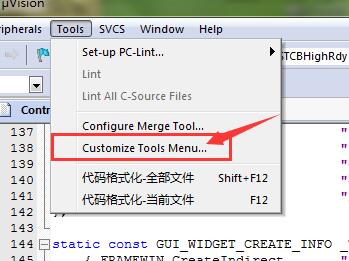 µVision
ripherals Tools SVCS Window Help
Set-up PC-Lint...
STCBHighRdy
Lint
Lint All C-Source Files
Contr
Configure Merge Tool...
137
138
Customize Tools Menu...
139
140
代码格式化-全部文件 Shift+F12
141
代码格式化-当前文件 F12
142
143
144 static const GUI_WIDGET_CREATE_INFO
145 { FRAMEWIN_CreateIndirect,